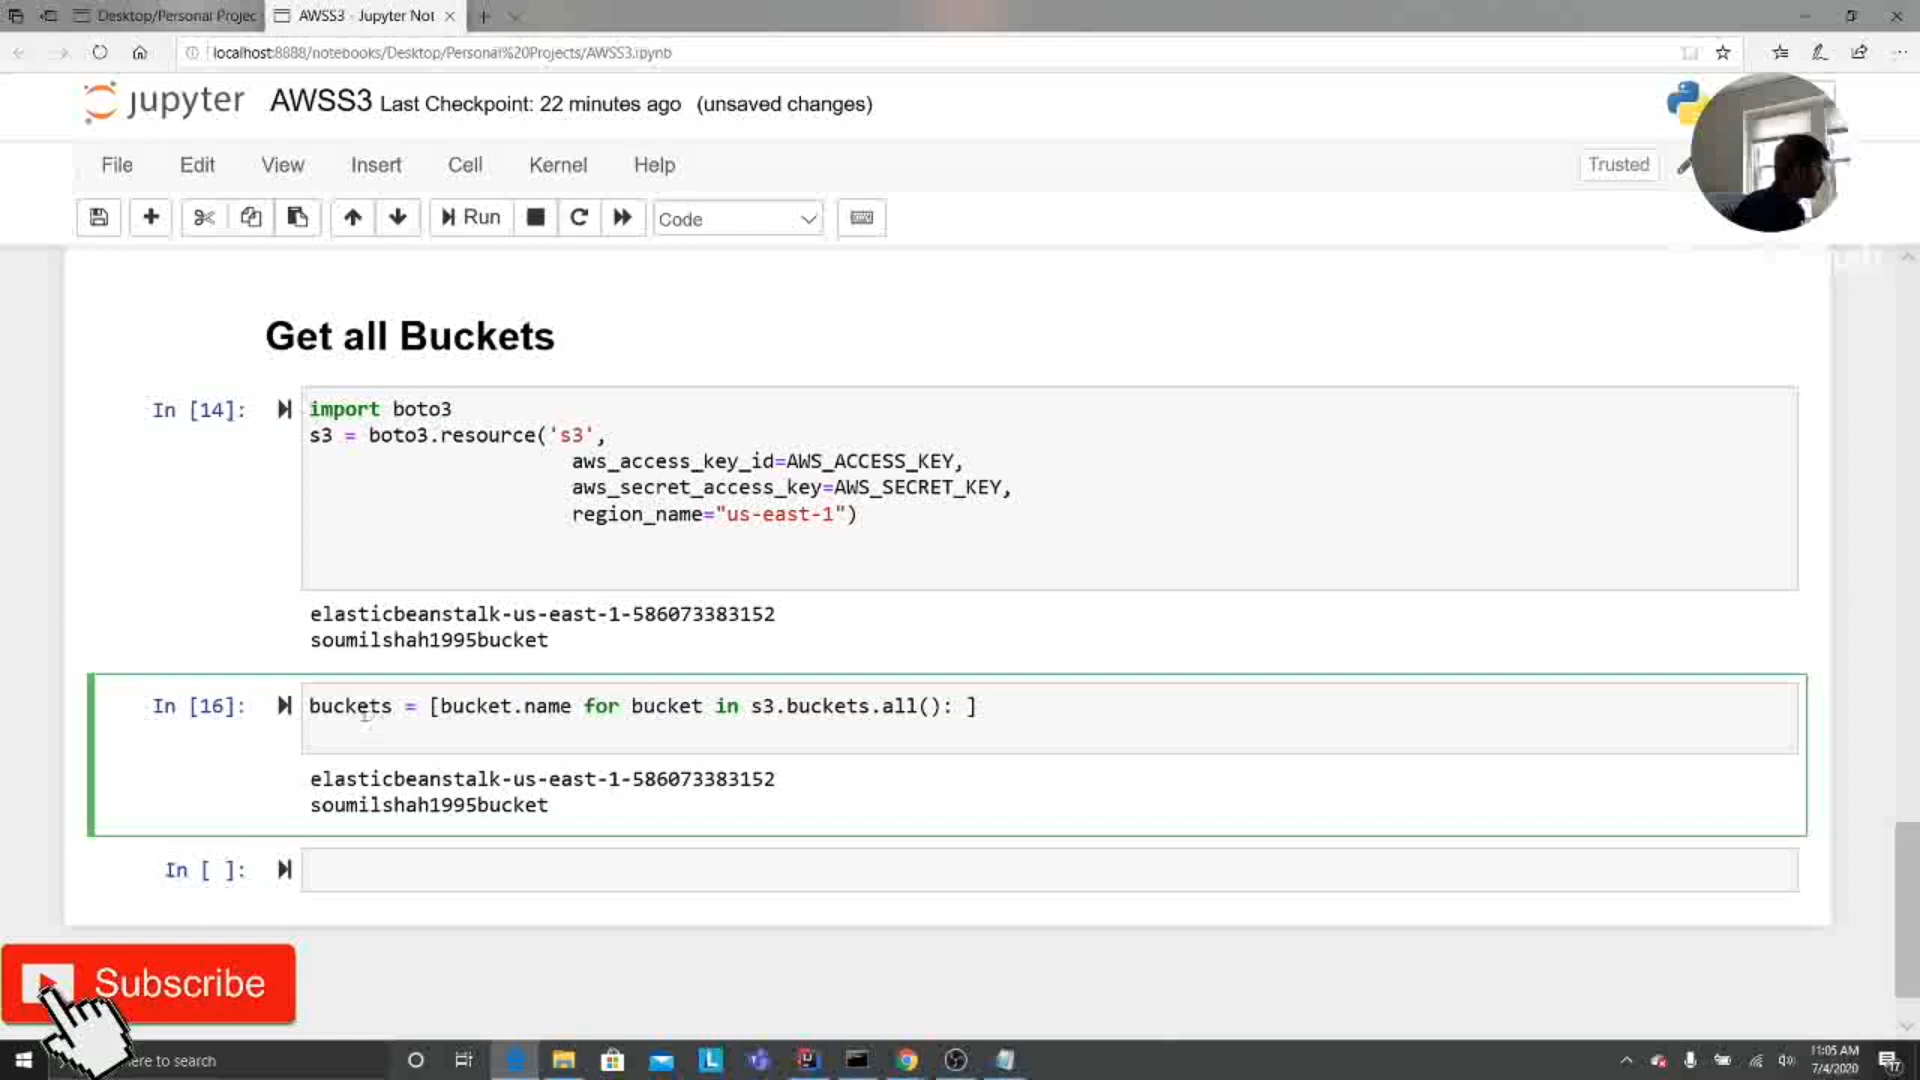 Desktop/Personal Projec
AWSS3 - Jupyter Not
localhost:8888/notebooks/Desktop/Personal%20Projects/AWSS3.ipynb
jupyter AWSS3 Last Checkpoint: 22 minutes ago (unsaved changes)
File Edit View Insert Cell Kernel Help
Trusted
Run
Code
Get all Buckets
In [14]:
import boto3
s3 = boto3.resource('s3',
aws_access_key_id=AWS_ACCESS_KEY,
aws_secret_access_key=AWS_SECRET_KEY,
region_name="us-east-1")
elasticbeanstalk-us-east-1-586073383152
soumilshah1995bucket
In [16]:
buckets = [bucket.name for bucket in s3.buckets.all(): ]
elasticbeanstalk-us-east-1-586073383152
soumilshah1995bucket
In [ ]:
Subscribe
ere to search
11:05 AM
7/4/2020